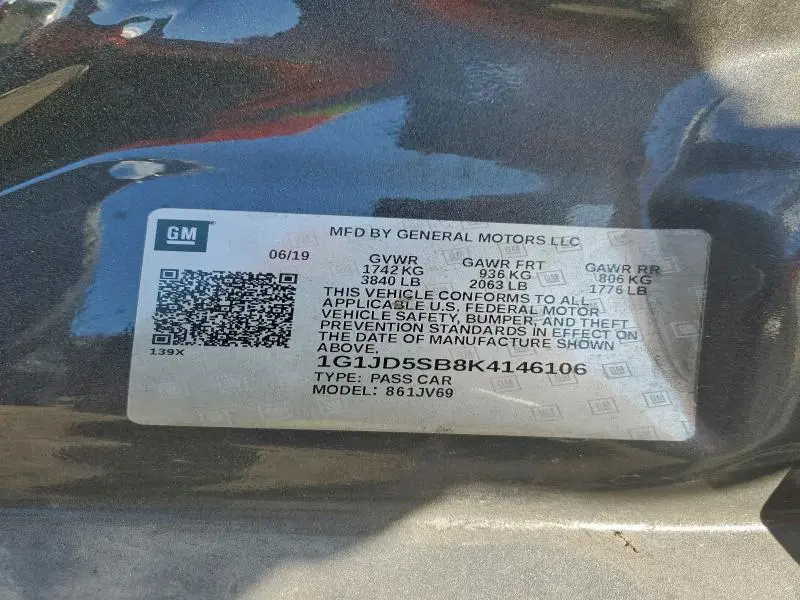 GM
MFD BY GENERAL MOTORS LLC
06/19
GVWR GAWR FRT GAWR RR
1742 KG 936 KG 806 KG
3840 LB 2063 LB 1776 LB
THIS VEHICLE CONFORMS TO ALL
APPLICABLE U.S. FEDERAL MOTOR
VEHICLE SAFETY, BUMPER, AND THEFT
PREVENTION STANDARDS IN EFFECT ON
THE DATE OF MANUFACTURE SHOWN
ABOVE.
139X
1G1JD5SB8K4146106
TYPE: PASS CAR
MODEL: 861JV69